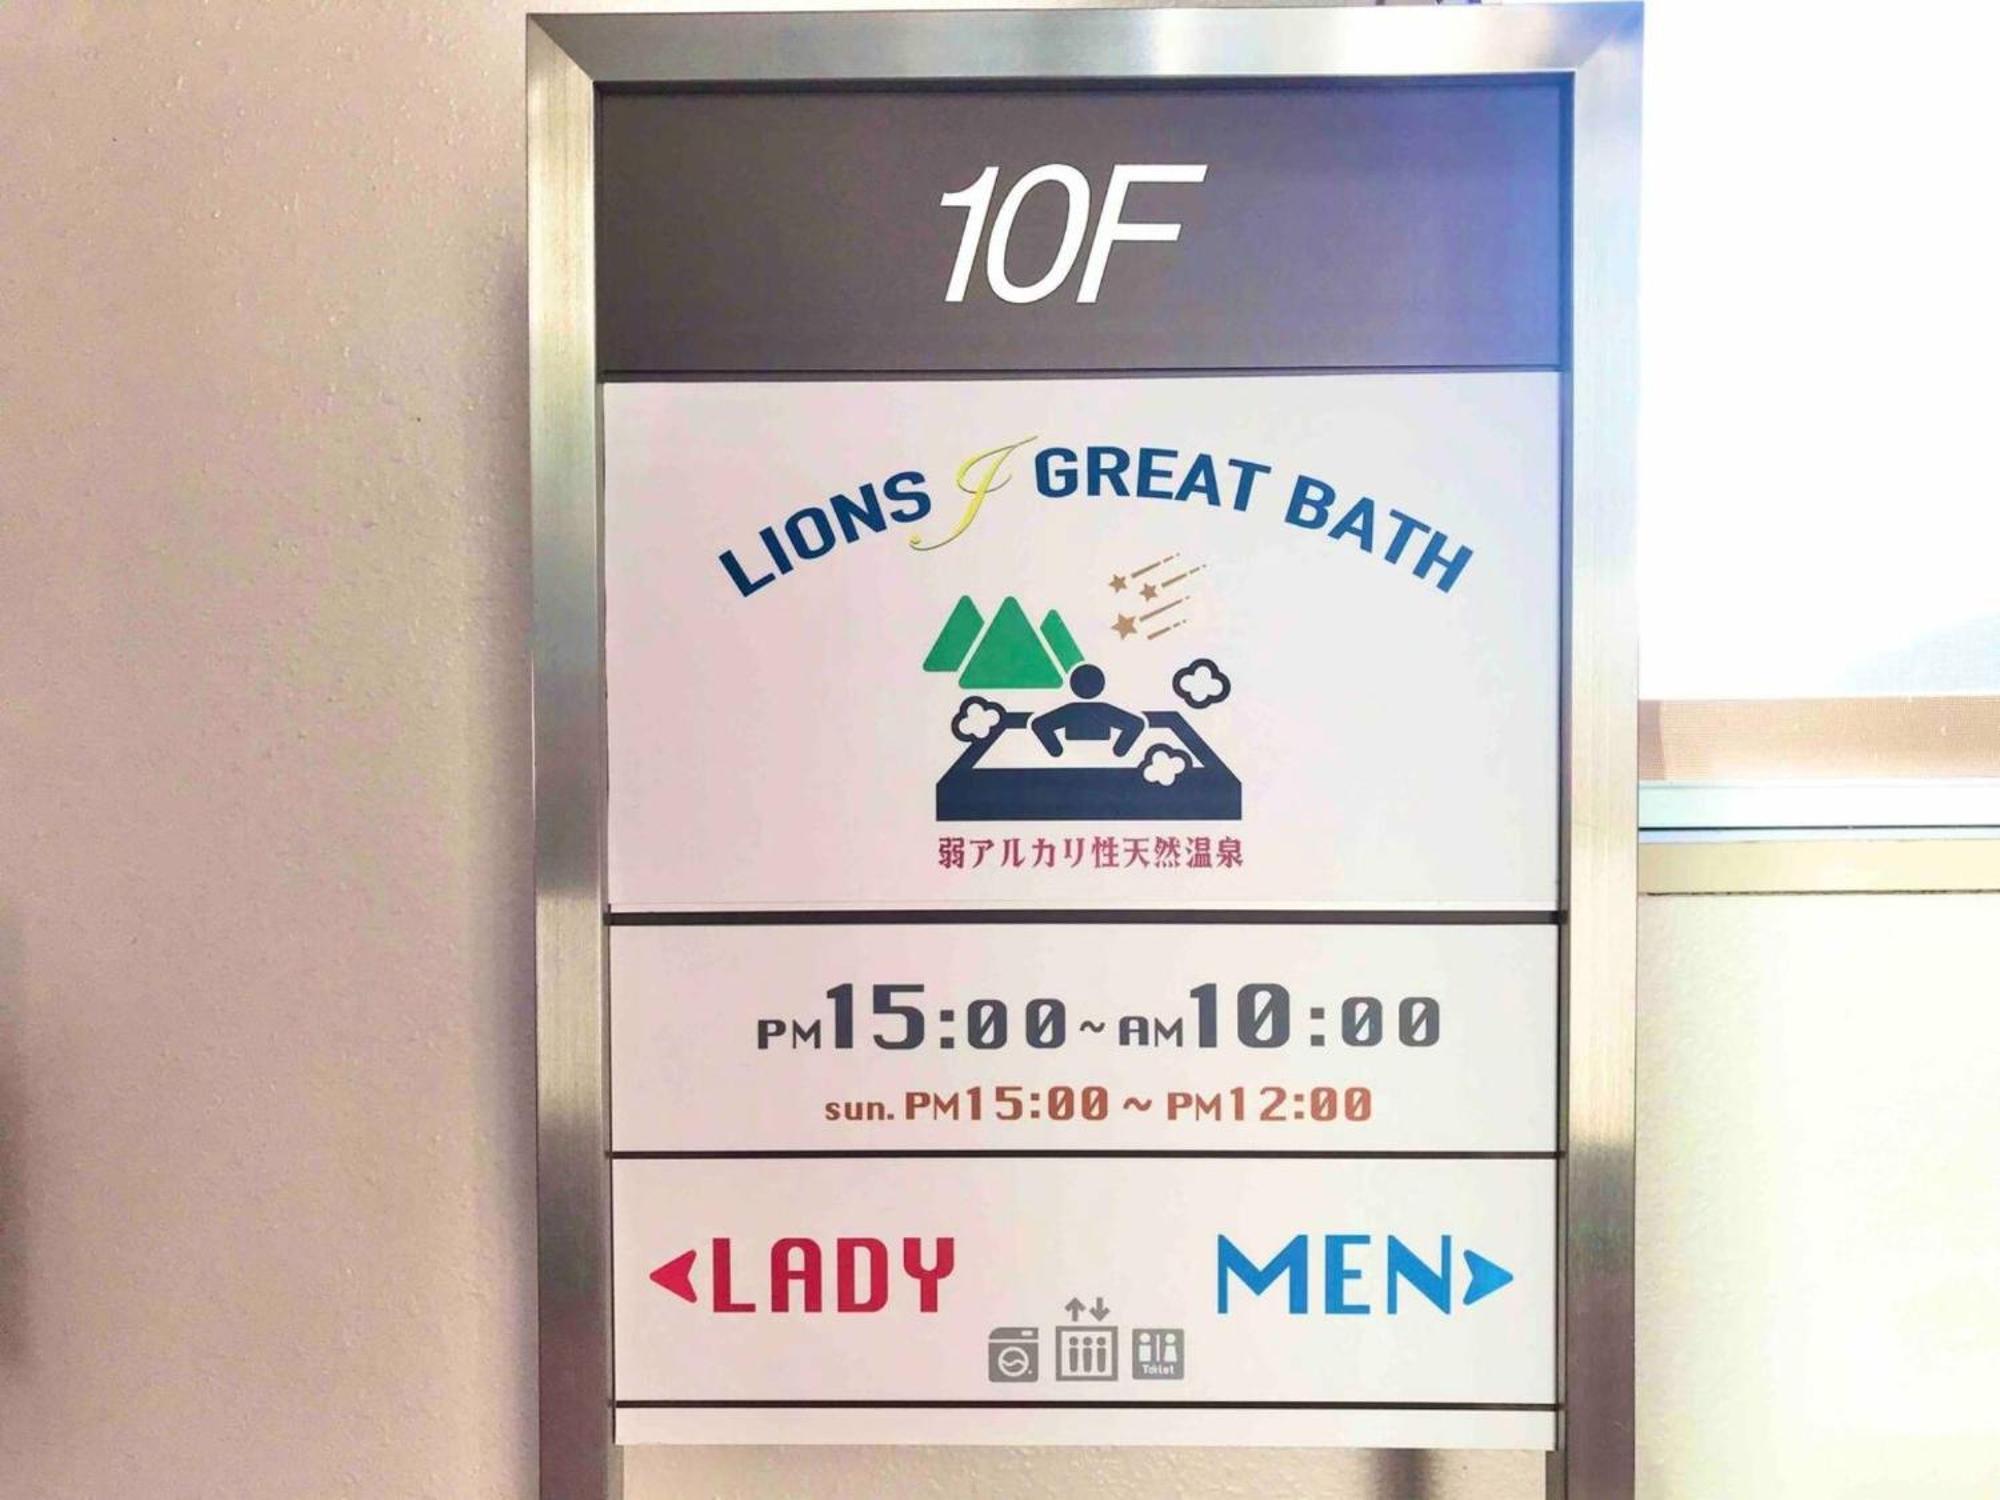 10F
LIONS J GREAT BATH
弱アルカリ性天然温泉
PM15:00~AM10:00
sun. PM15:00 ~ PM12:00
LADY MEN
Toilet